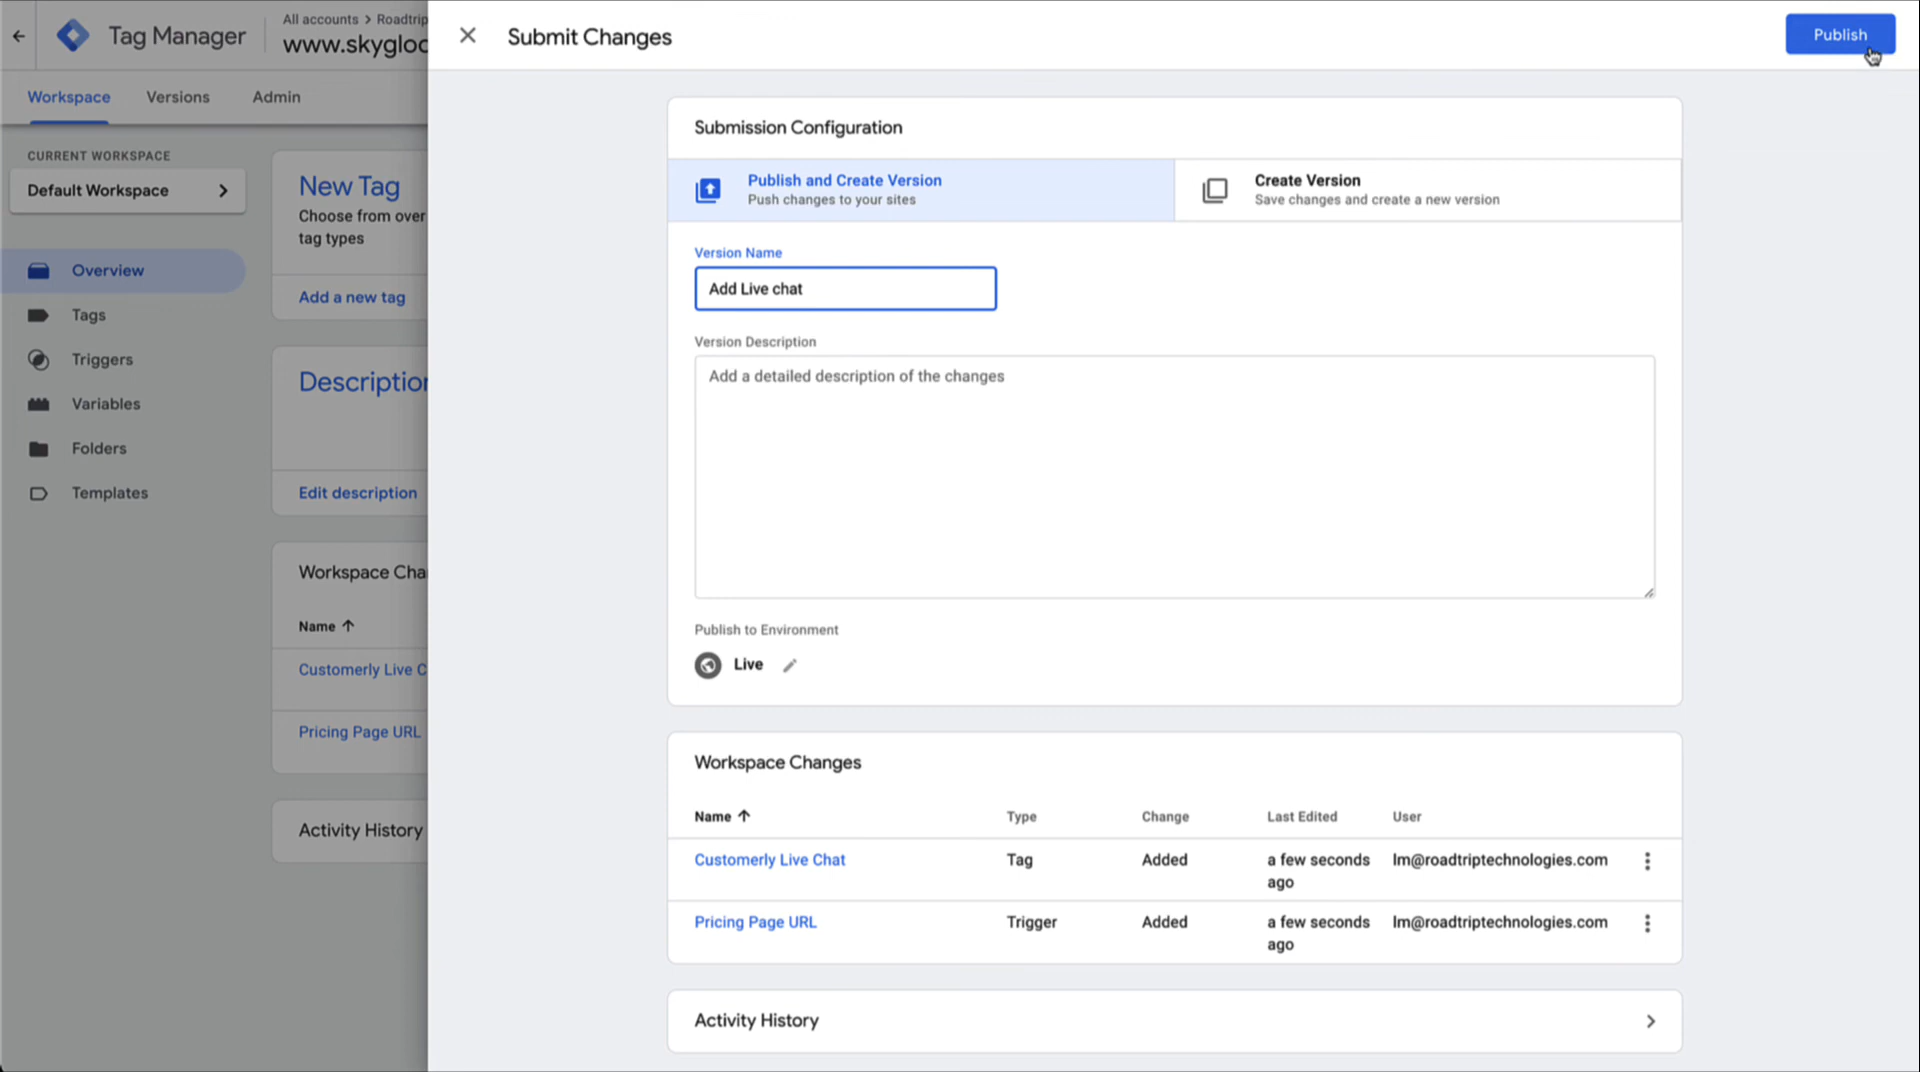 Tag Manager
All accounts > Roadtrip
www.skygloo
Submit Changes
Publish
Workspace
Versions
Admin
CURRENT WORKSPACE
Default Workspace
Overview
Tags
Triggers
Variables
Folders
Templates
New Tag
Choose from over
tag types
Add a new tag
Description
Edit description
Workspace Cha
Name
Customerly Live C
Pricing Page URL
Activity History
Submission Configuration
Publish and Create Version
Push changes to your sites
Create Version
Save changes and create a new version
Version Name
Add Live chat
Version Description
Add a detailed description of the changes
Publish to Environment
Live
Workspace Changes
Name Type Change Last Edited User
Customerly Live Chat Tag Added a few seconds lm@roadtriptechnologies.com
ago
Pricing Page URL Trigger Added a few seconds lm@roadtriptechnologies.com
ago
Activity History